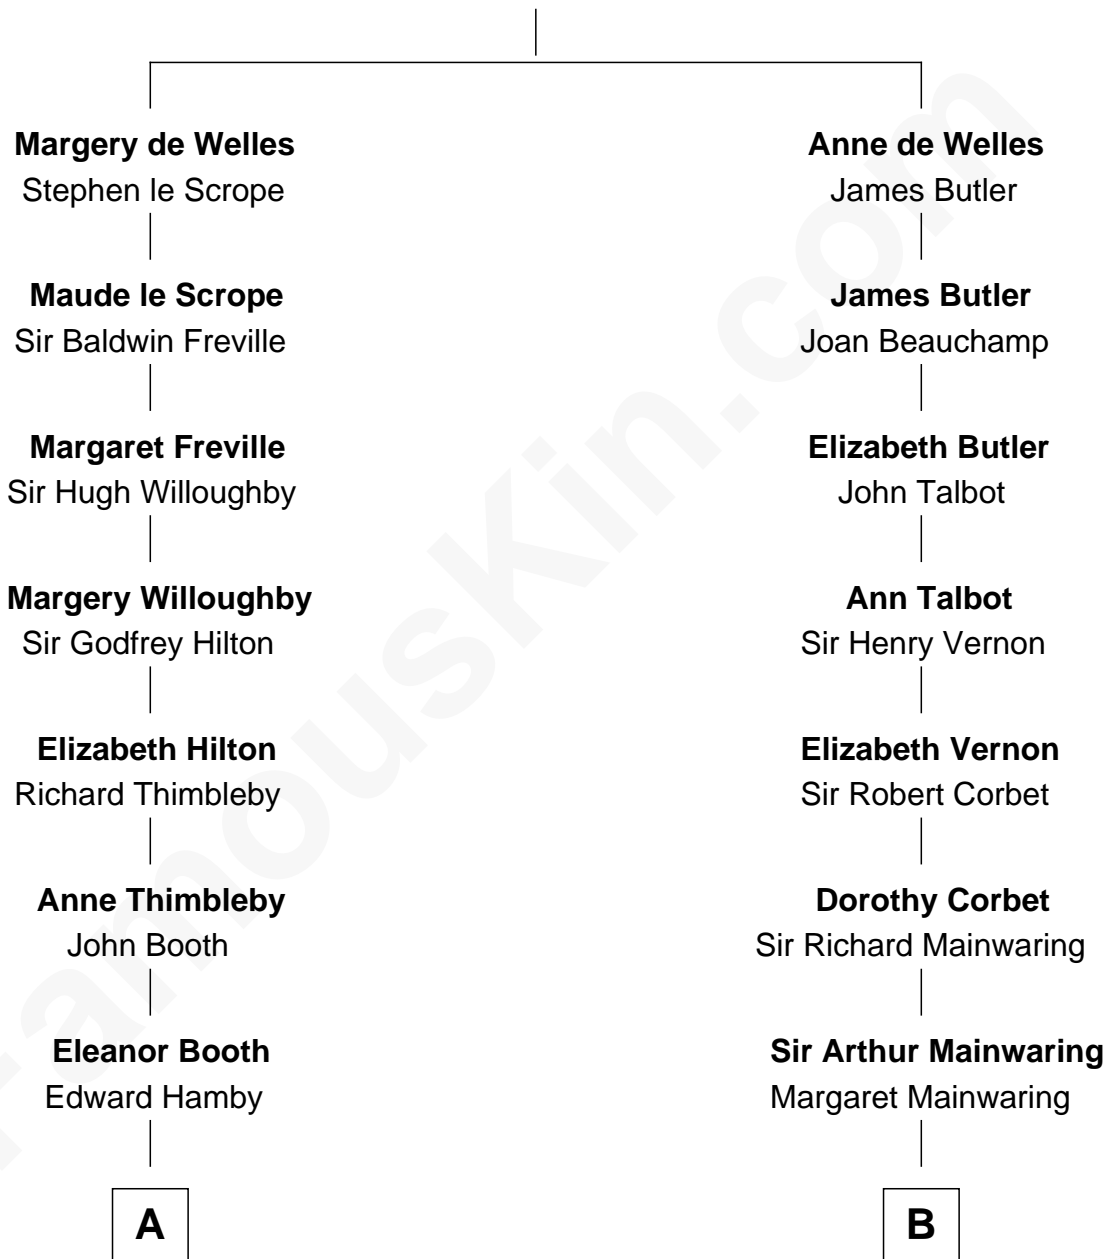 Margery de Welles
Stephen le Scrope
Maude le Scrope
Sir Baldwin Freville
Margaret Freville
Sir Hugh Willoughby
Margery Willoughby
Sir Godfrey Hilton
Elizabeth Hilton
Richard Thimbleby
Anne Thimbleby
John Booth
Eleanor Booth
Edward Hamby
A
Anne de Welles
James Butler
James Butler
Joan Beauchamp
Elizabeth Butler
John Talbot
Ann Talbot
Sir Henry Vernon
Elizabeth Vernon
Sir Robert Corbet
Dorothy Corbet
Sir Richard Mainwaring
Sir Arthur Mainwaring
Margaret Mainwaring
B
FamousKin.com